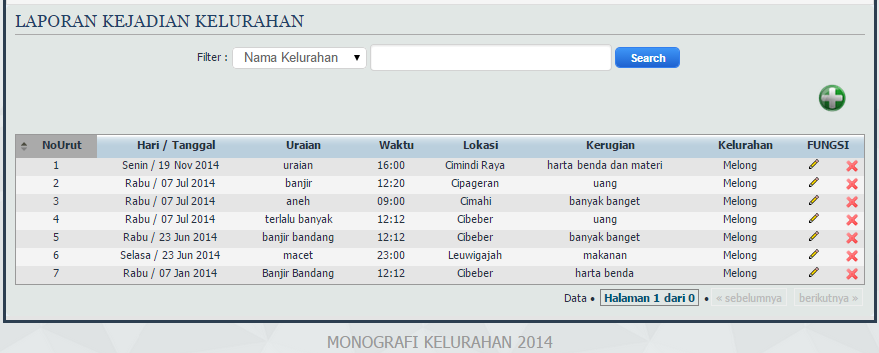 LAPORAN KEJADIAN KELURAHAN
Filter : Nama Kelurahan Search
NoUrut Hari / Tanggal Uraian Waktu Lokasi Kerugian Kelurahan FUNGSI
1 Senin / 19 Nov 2014 uraian 16:00 Cimindi Raya harta benda dan materi Melong
2 Rabu / 07 Jul 2014 banjir 12:20 Cipageran uang Melong
3 Rabu / 07 Jul 2014 aneh 09:00 Cimahi banyak banget Melong
4 Rabu / 07 Jul 2014 terlalu banyak 12:12 Cibeber uang Melong
5 Rabu / 23 Jun 2014 banjir bandang 12:12 Cibeber banyak banget Melong
6 Selasa / 23 Jun 2014 macet 23:00 Leuwigajah makanan Melong
7 Rabu / 07 Jan 2014 Banjir Bandang 12:12 Cibeber harta benda Melong
Data • Halaman 1 dari 0 • « sebelumnya berikutnya »
MONOGRAFI KELURAHAN 2014